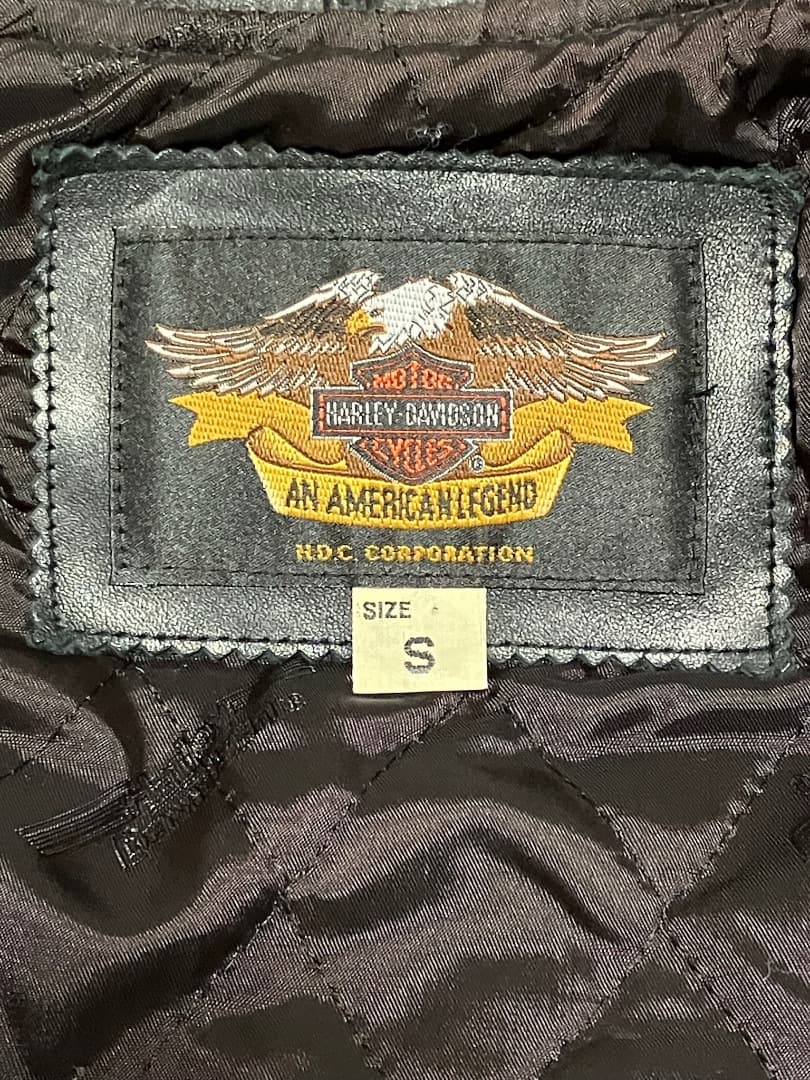 MOTOR
HARLEY-DAVIDSON
CYCLES
®
AN AMERICAN LEGEND
H.D.C. CORPORATION
SIZE
S